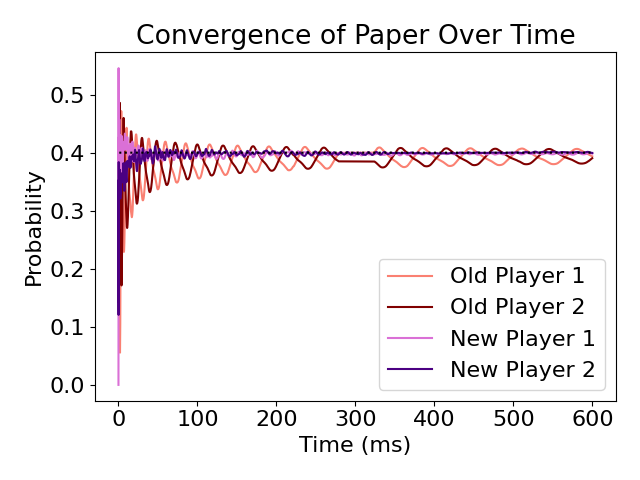 Convergence of Paper Over Time
Probability
0.5
0.4
0.3
0.2
0.1
0.0
Old Player 1
Old Player 2
New Player 1
New Player 2
0 100 200 300 400 500 600
Time (ms)